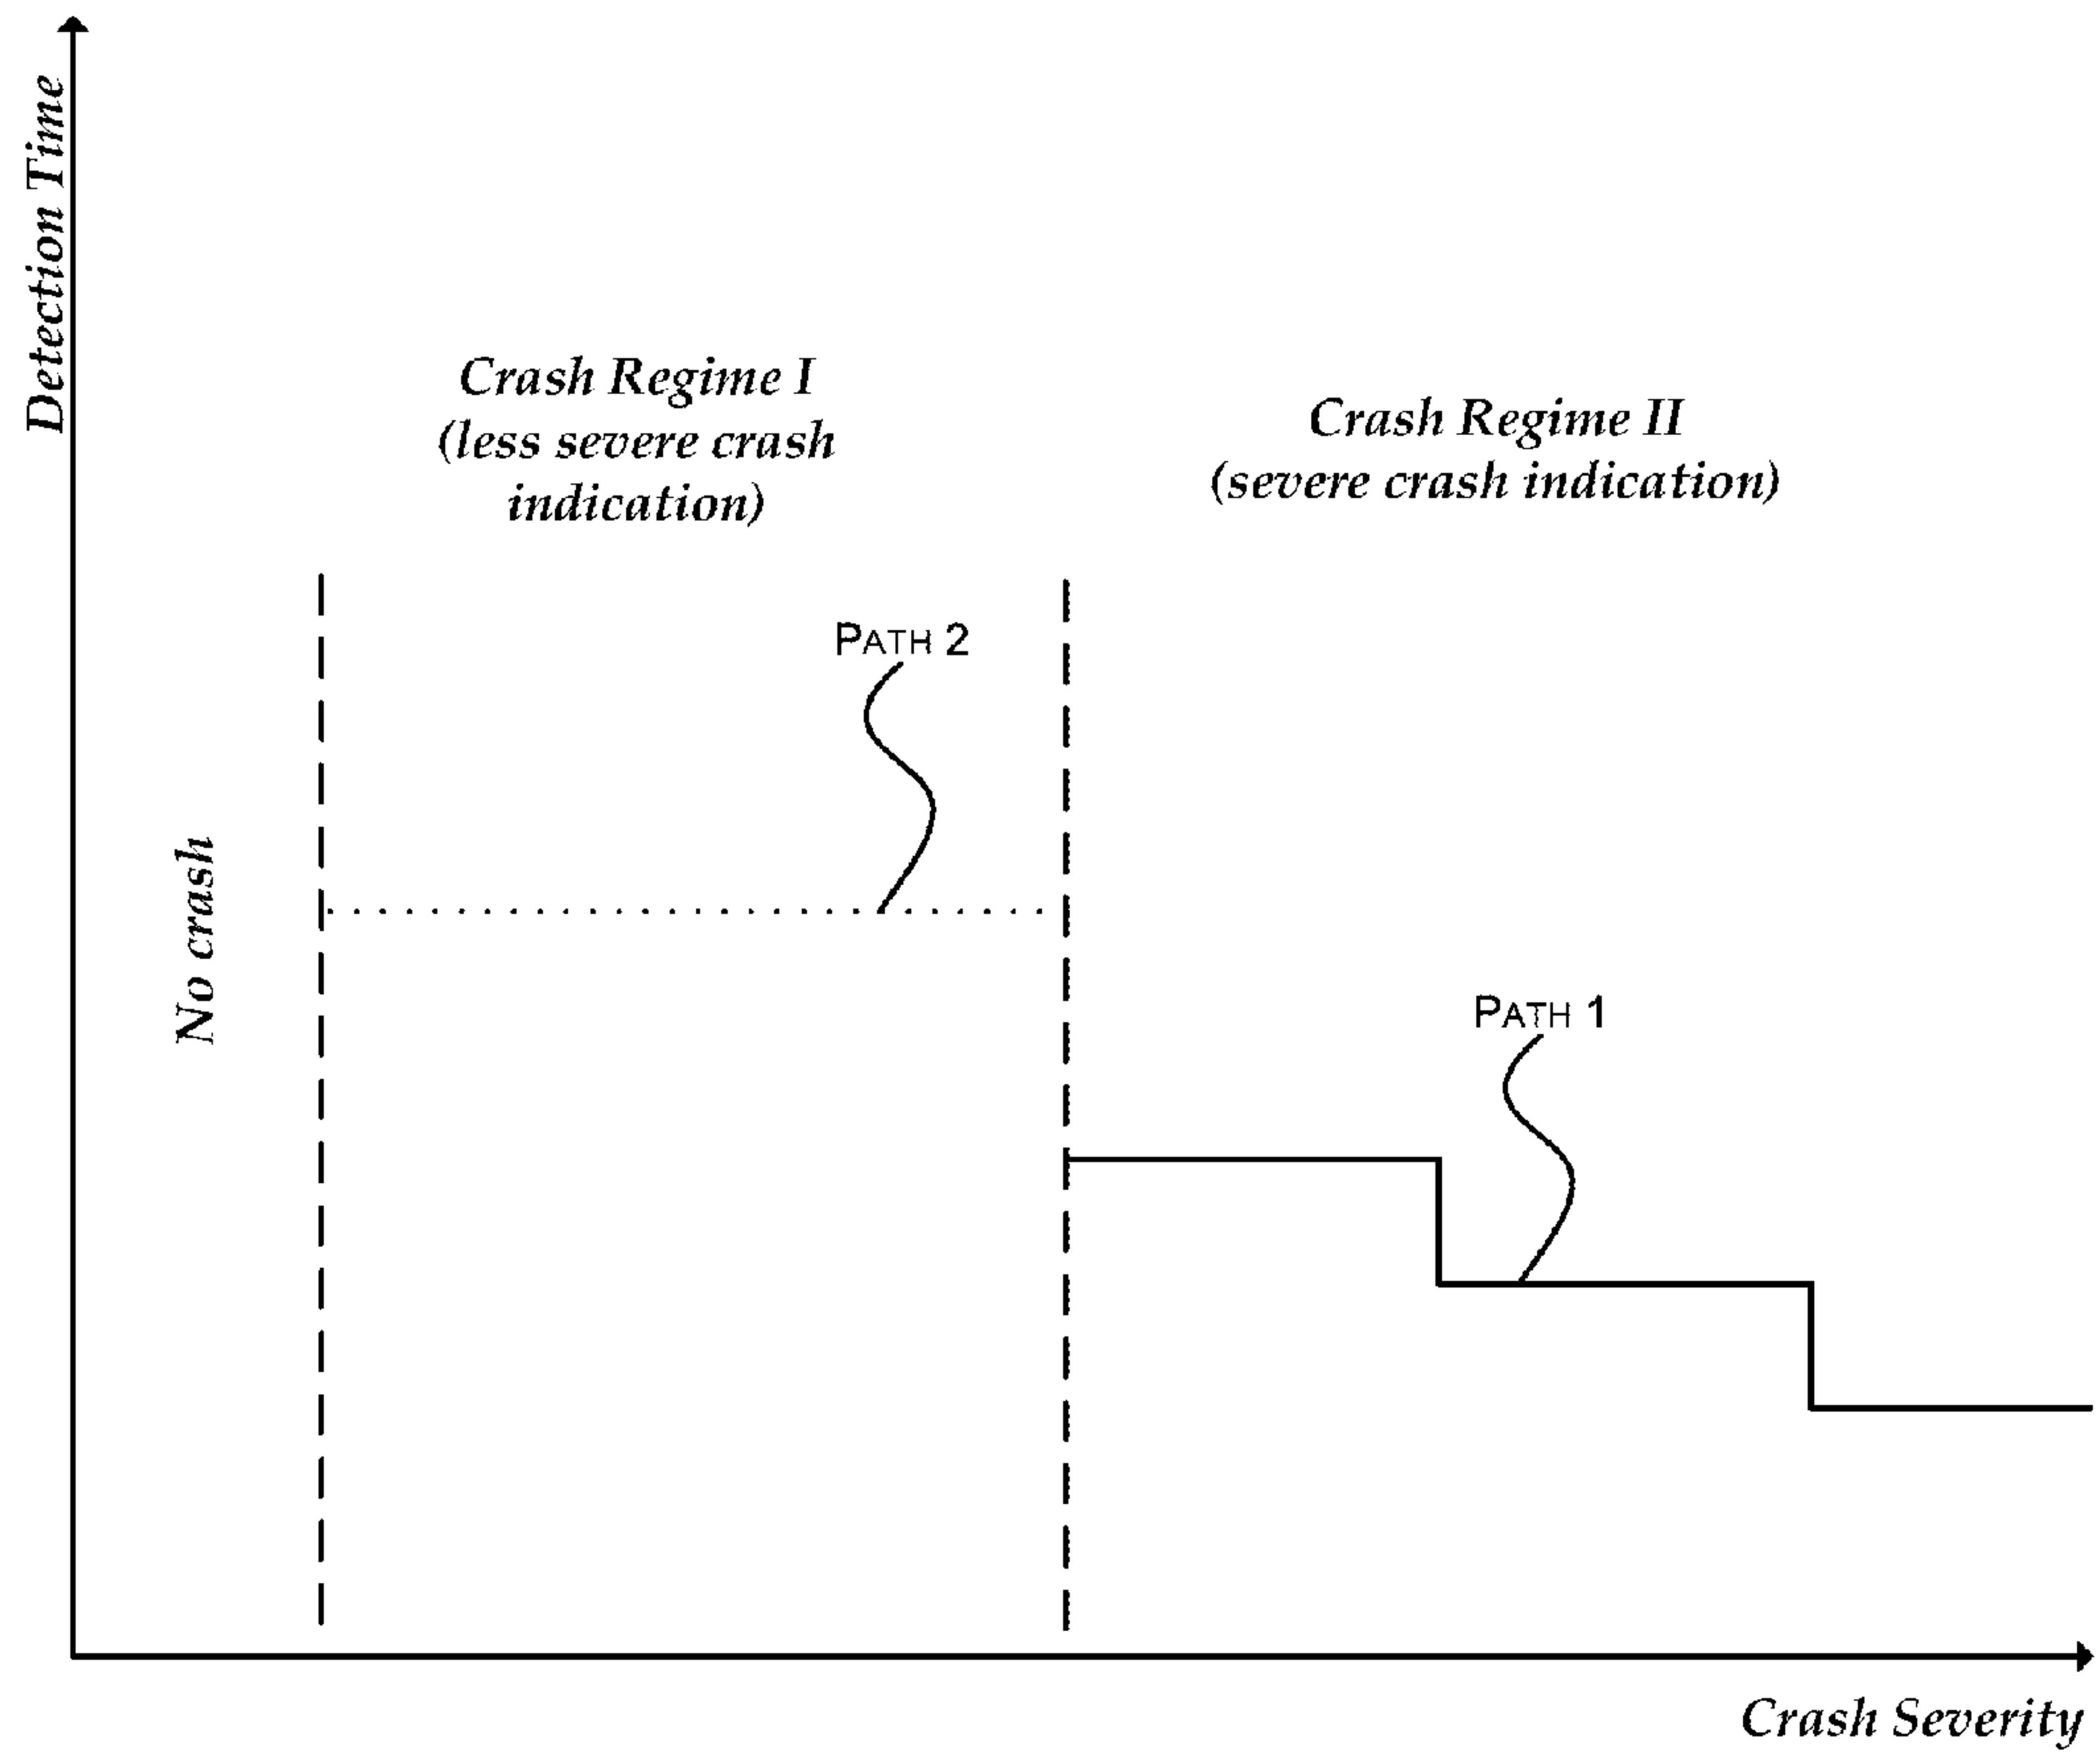 Detection Time
Crash Regime I
(less severe crash
indication)
Crash Regime II
(severe crash indication)
PATH 2
No crash
PATH 1
Crash Severity